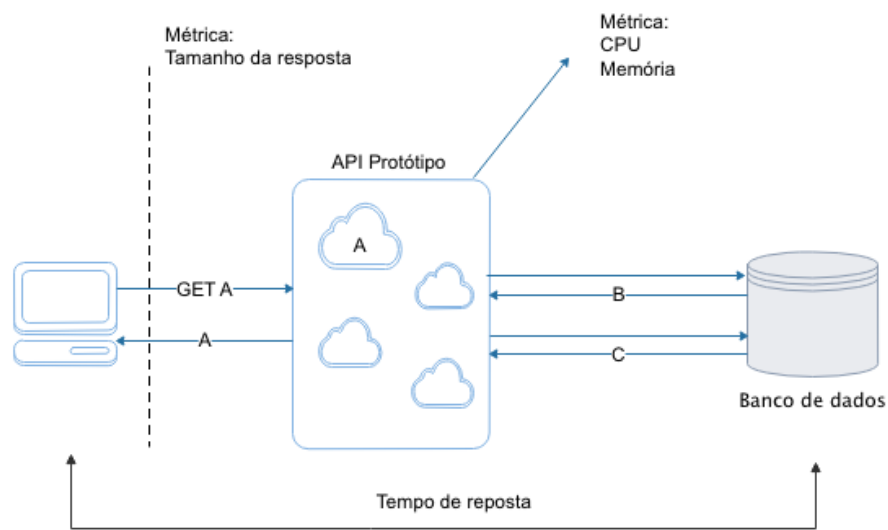 Métrica:
Tamanho da resposta
Métrica:
CPU
Memória
API Protótipo
A
GET A
A
B
C
Banco de dados
Tempo de reposta